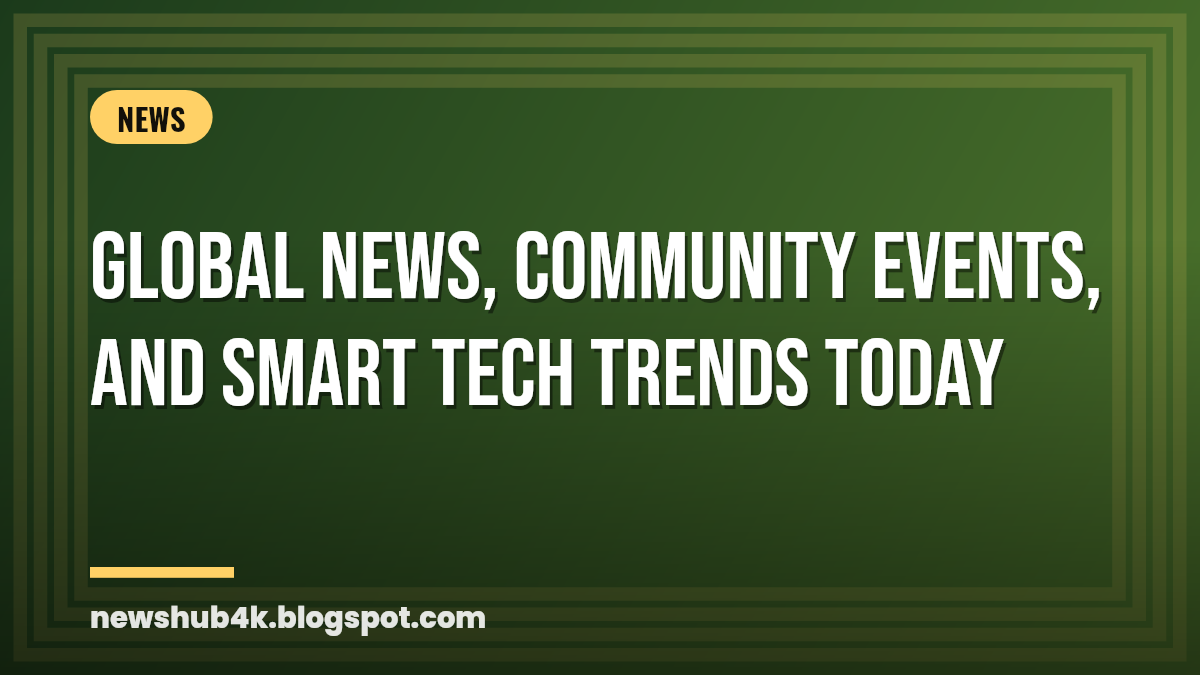 NEWS
GLOBAL NEWS, COMMUNITY EVENTS,
AND SMART TECH TRENDS TODAY
newshub4k.blogspot.com